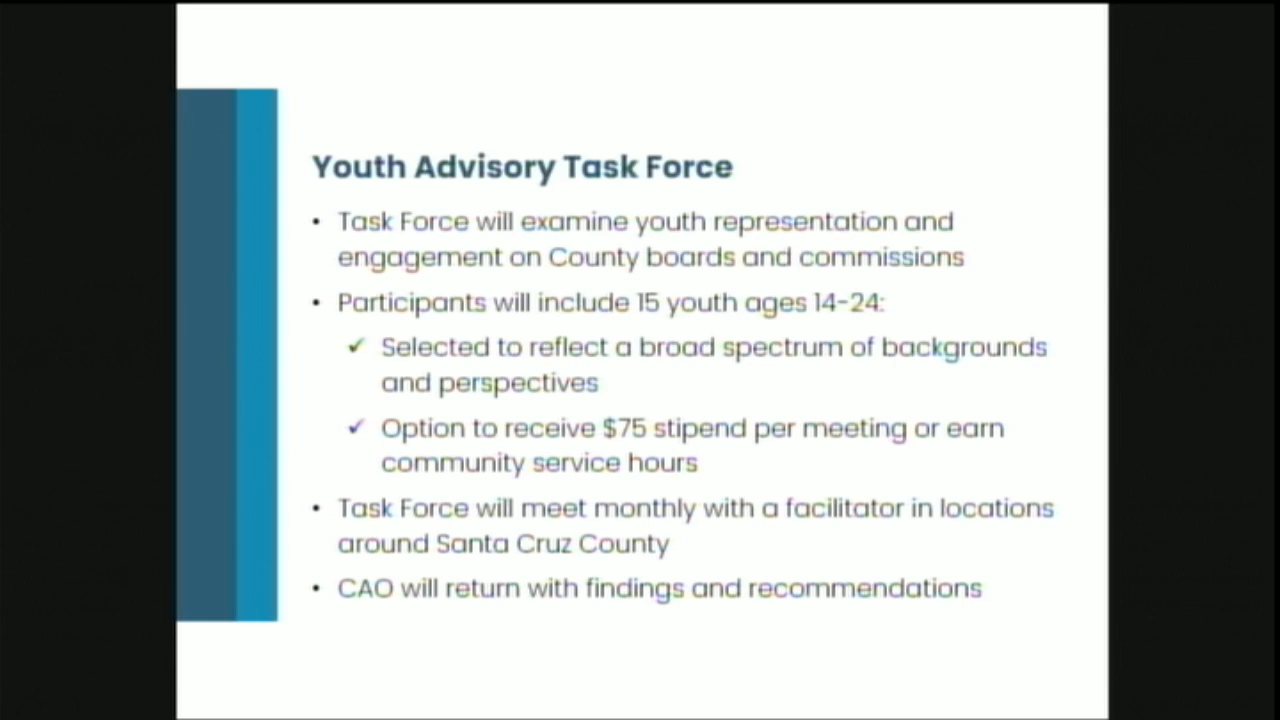 Youth Advisory Task Force
• Task Force will examine youth representation and
engagement on County boards and commissions
• Participants will include 15 youth ages 14-24:
✓ Selected to reflect a broad spectrum of backgrounds
and perspectives
✓ Option to receive $75 stipend per meeting or earn
community service hours
• Task Force will meet monthly with a facilitator in locations
around Santa Cruz County
• CAO will return with findings and recommendations